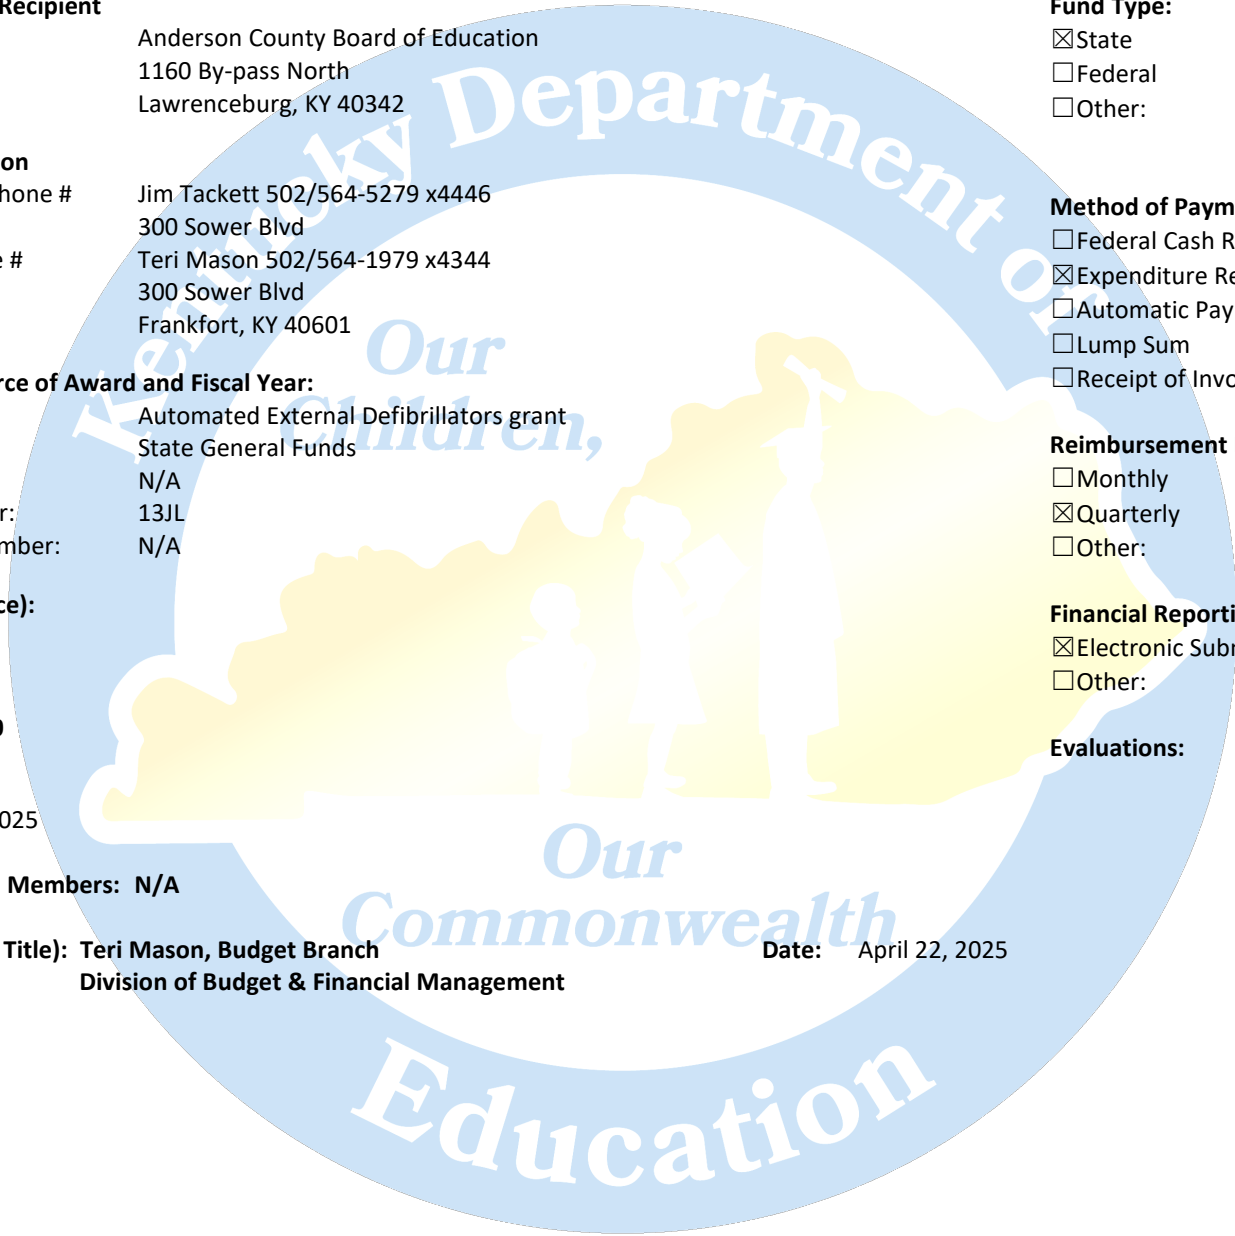 Recipient
Anderson County Board of Education
1160 By-pass North
Lawrenceburg, KY 40342
on
hone # Jim Tackett 502/564-5279 x4446
300 Sower Blvd
e # Teri Mason 502/564-1979 x4344
300 Sower Blvd
Frankfort, KY 40601
rce of Award and Fiscal Year:
Automated External Defibrillators grant
State General Funds
N/A
r: 13JL
mber: N/A
ce):
025
Members: N/A
Title): Teri Mason, Budget Branch
Division of Budget & Financial Management
Date: April 22, 2025
Fund Type:
☒State
☐Federal
☐Other:
Method of Paym
☐Federal Cash R
☒Expenditure Re
☐Automatic Pay
☐Lump Sum
☐Receipt of Invo
Reimbursement
☐Monthly
☒Quarterly
☐Other:
Financial Reporti
☒Electronic Subr
☐Other:
Evaluations:
Kentucky Department of
Education
Our
Children,
Our
Commonwealth